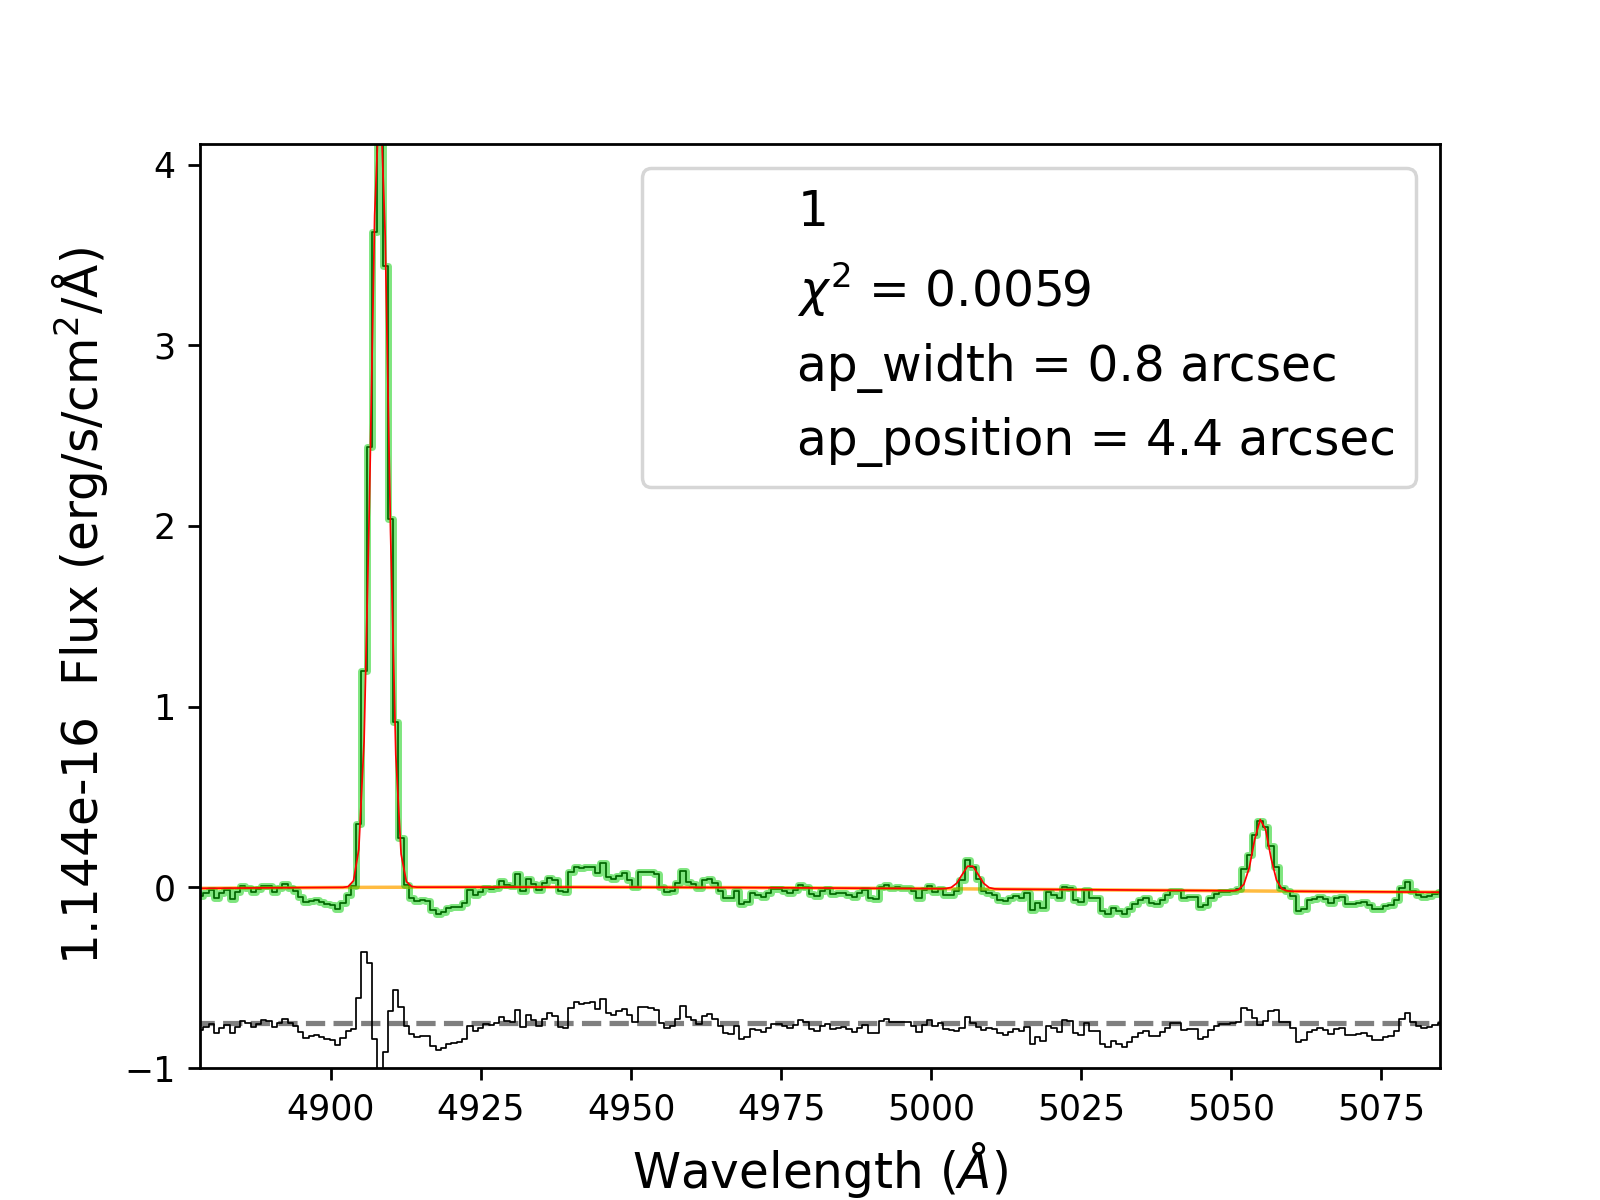 1
χ² = 0.0059
ap_width = 0.8 arcsec
ap_position = 4.4 arcsec
1.144e-16 Flux (erg/s/cm²/Å)
4
3
2
1
0
−1
4900 4925 4950 4975 5000 5025 5050 5075
Wavelength (Å)